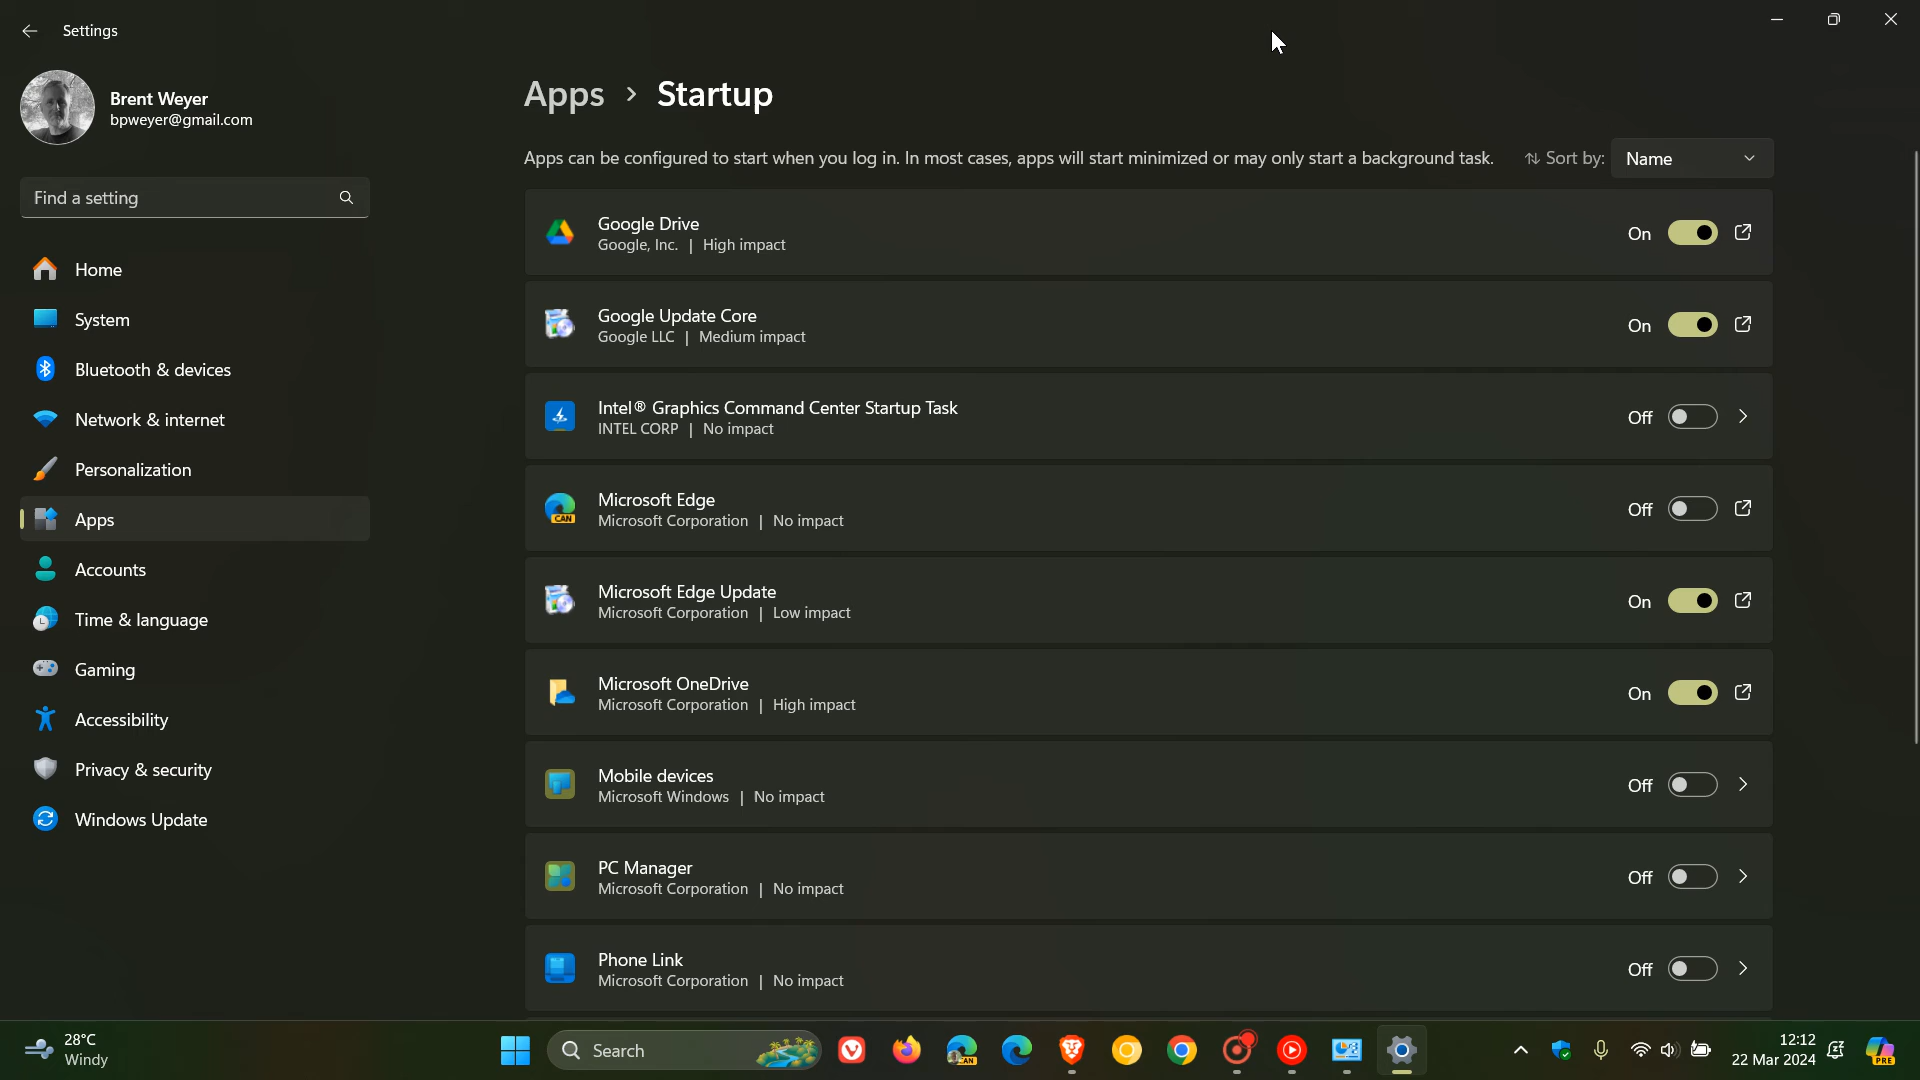 Settings
Brent Weyer
bpweyer@gmail.com
Find a setting
Home
System
Bluetooth & devices
Network & internet
Personalization
Apps
Accounts
Time & language
Gaming
Accessibility
Privacy & security
Windows Update
Apps > Startup
Apps can be configured to start when you log in. In most cases, apps will start minimized or may only start a background task.
Sort by: Name
Google Drive
Google, Inc. | High impact
On
Google Update Core
Google LLC | Medium impact
On
Intel® Graphics Command Center Startup Task
INTEL CORP | No impact
Off
CAN
Microsoft Edge
Microsoft Corporation | No impact
Off
Microsoft Edge Update
Microsoft Corporation | Low impact
On
Microsoft OneDrive
Microsoft Corporation | High impact
On
Mobile devices
Microsoft Windows | No impact
Off
PC Manager
Microsoft Corporation | No impact
Off
Phone Link
Microsoft Corporation | No impact
Off
28°C
Windy
Search
CAN
12:12
22 Mar 2024
PRE